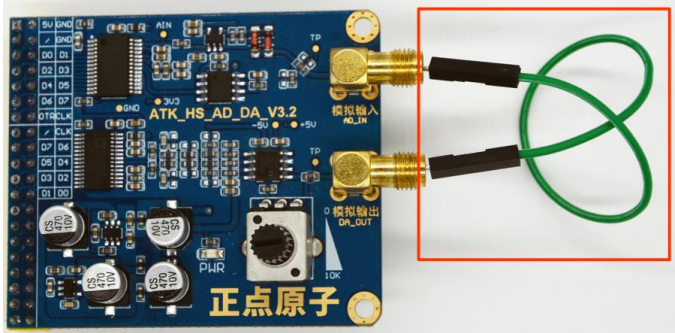 5V GND
/ GND
D0 D1
D2 D3
D4 D5
D6 D7
OTR CLK
/ CLK
D7 D6
D5 D4
D3 D2
D1 D0
AIN
TP
3V3
GND
ATK_HS_AD_DA_V3.2
-5V
+5V
模拟输入
AD_IN
TP
模拟输出
DA_OUT
0
10K
CS
470
10V
CS
470
10V
CS
470
10V
CS
470
10V
PWR
正点原子